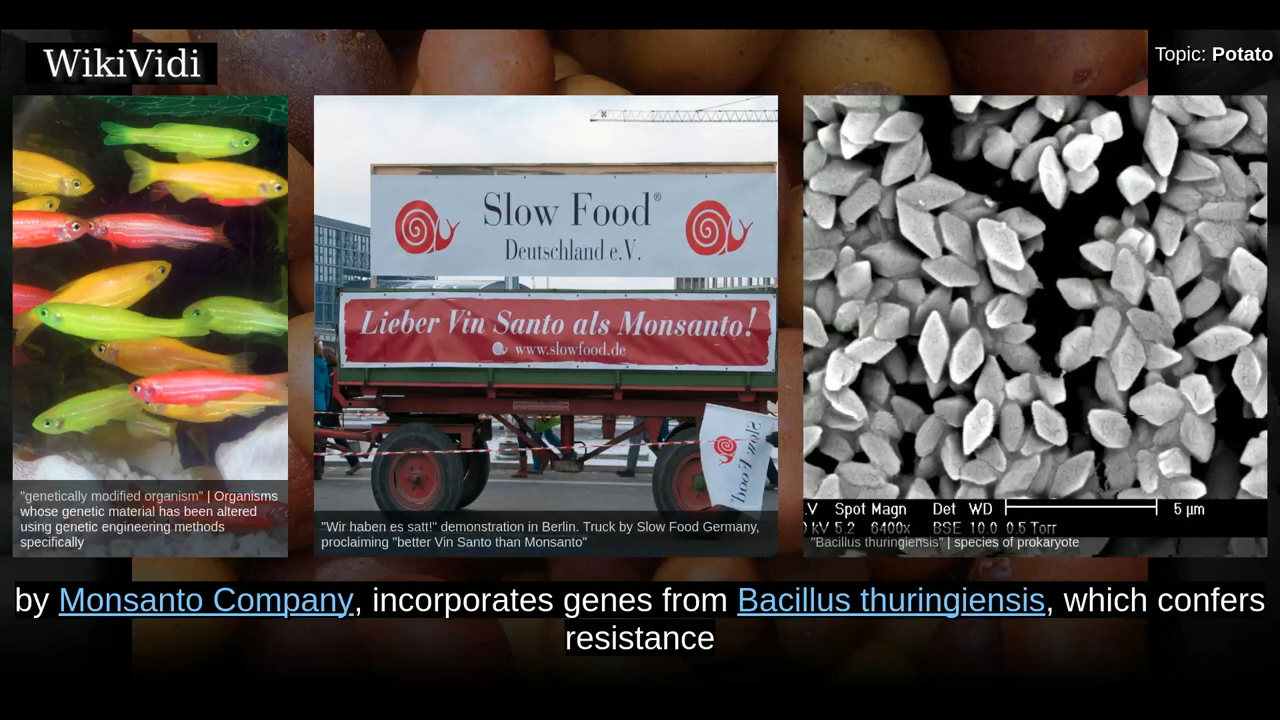 WikiVidi
Topic: Potato
"genetically modified organism" | Organisms
whose genetic material has been altered
using genetic engineering methods
specifically
Slow Food®
Deutschland e.V.
Lieber Vin Santo als Monsanto!
www.slowfood.de
Slow Food®
"Wir haben es satt!" demonstration in Berlin. Truck by Slow Food Germany,
proclaiming "better Vin Santo than Monsanto"
.V Spot Magn Det WD 5 µm
kV 5.2 6400x BSE 10.0 0.5 Torr
"Bacillus thuringiensis" | species of prokaryote
by Monsanto Company, incorporates genes from Bacillus thuringiensis, which confers
resistance